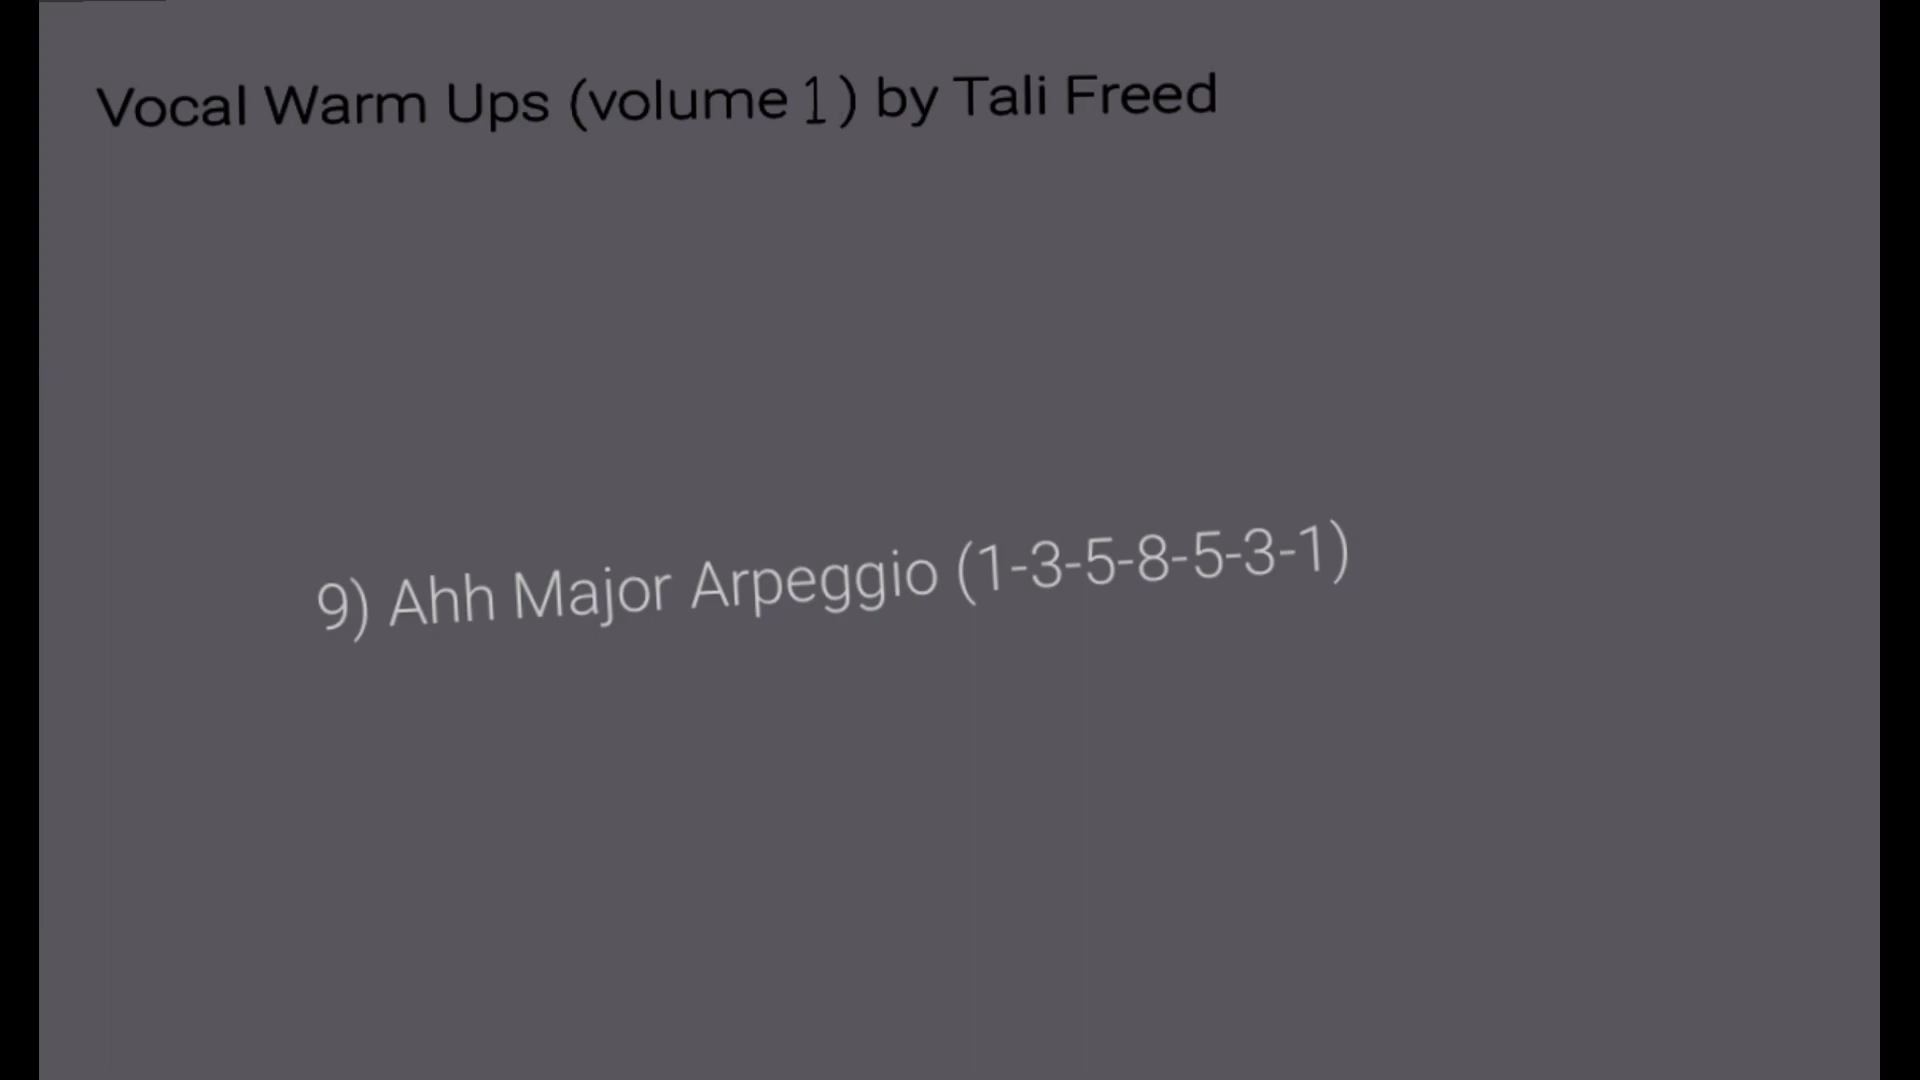 Vocal Warm Ups (volume 1) by Tali Freed
9) Ahh Major Arpeggio (1-3-5-8-5-3-1)